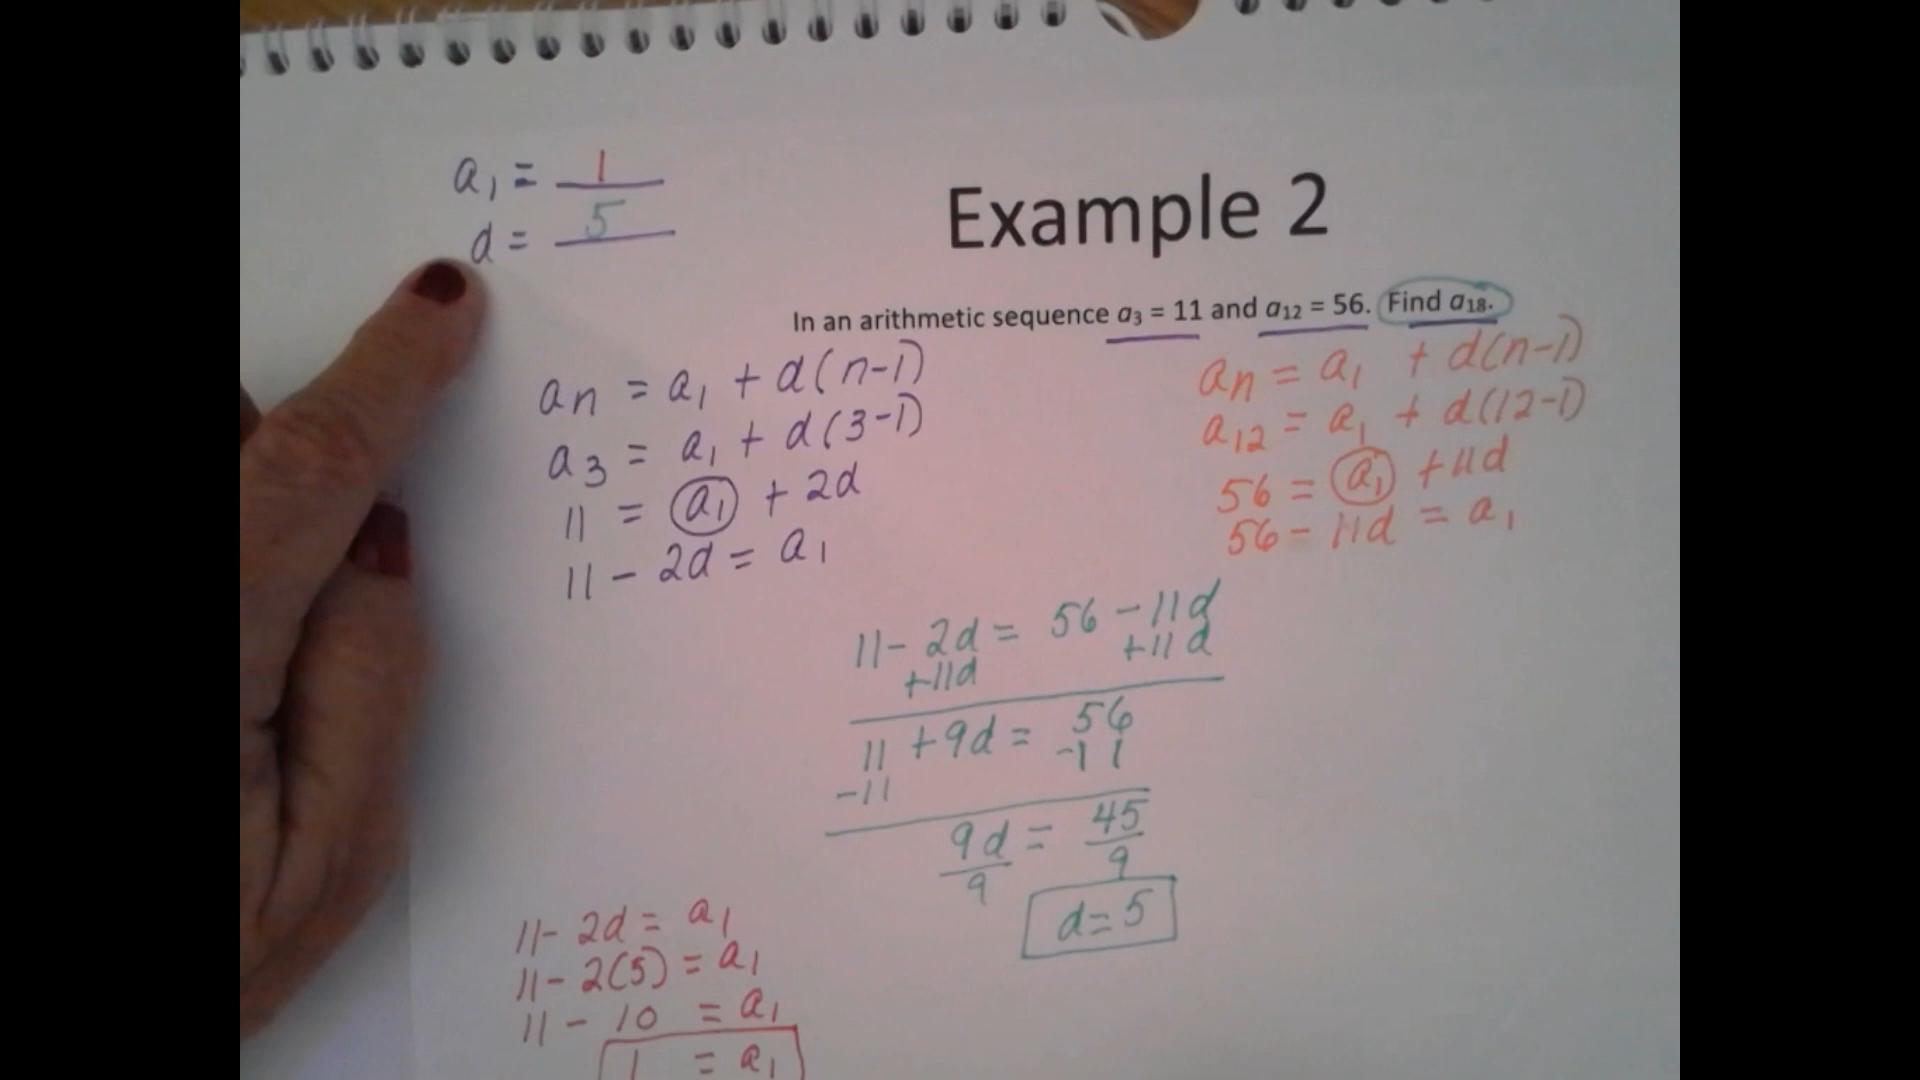 a₁ = 1
d = 5
Example 2
In an arithmetic sequence a₃ = 11 and a₁₂ = 56. Find a₁₈.
an = a₁ + d(n-1)
a₃ = a₁ + d(3-1)
11 = a₁ + 2d
11 - 2d = a₁
an = a₁ + d(n-1)
a₁₂ = a₁ + d(12-1)
56 = a₁ + 11d
56 - 11d = a₁
11 - 2d = 56 - 11d
+11d +11d
11 + 9d = 56
-11 -11
9d = 45
9 9
d = 5
11 - 2d = a₁
11 - 2(5) = a₁
11 - 10 = a₁
1 = a₁